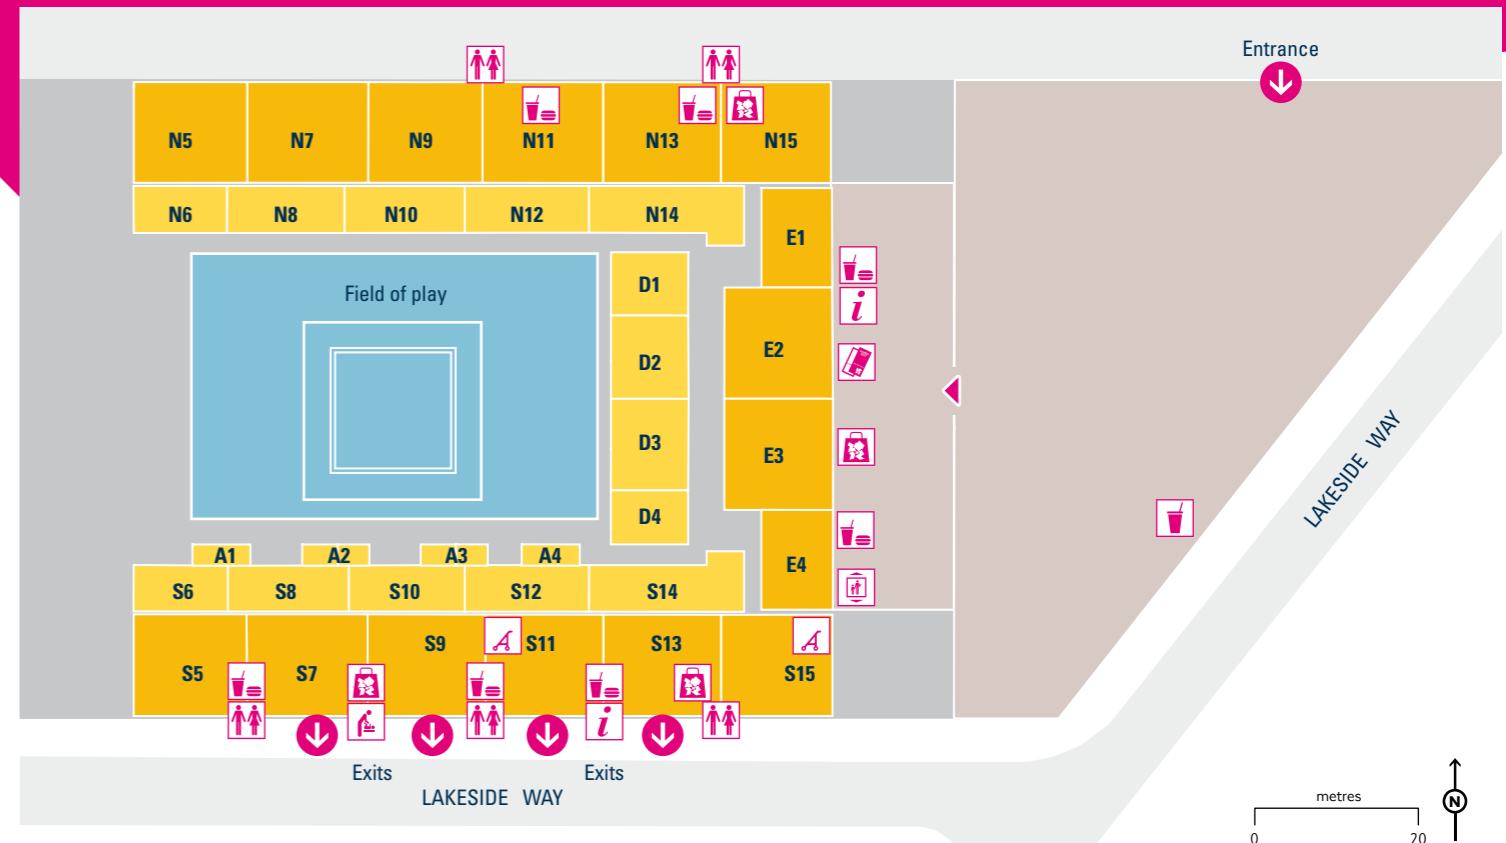 Entrance
N5 N7 N9 N11 N13 N15
N6 N8 N10 N12 N14
E1
D1
Field of play
i
E2
D2
D3
E3
D4
A1 A2 A3 A4
E4
S6 S8 S10 S12 S14
S9 S11 S13
S5 S7 S15
i
Exits Exits
LAKESIDE WAY
LAKESIDE WAY
metres
0 20
N